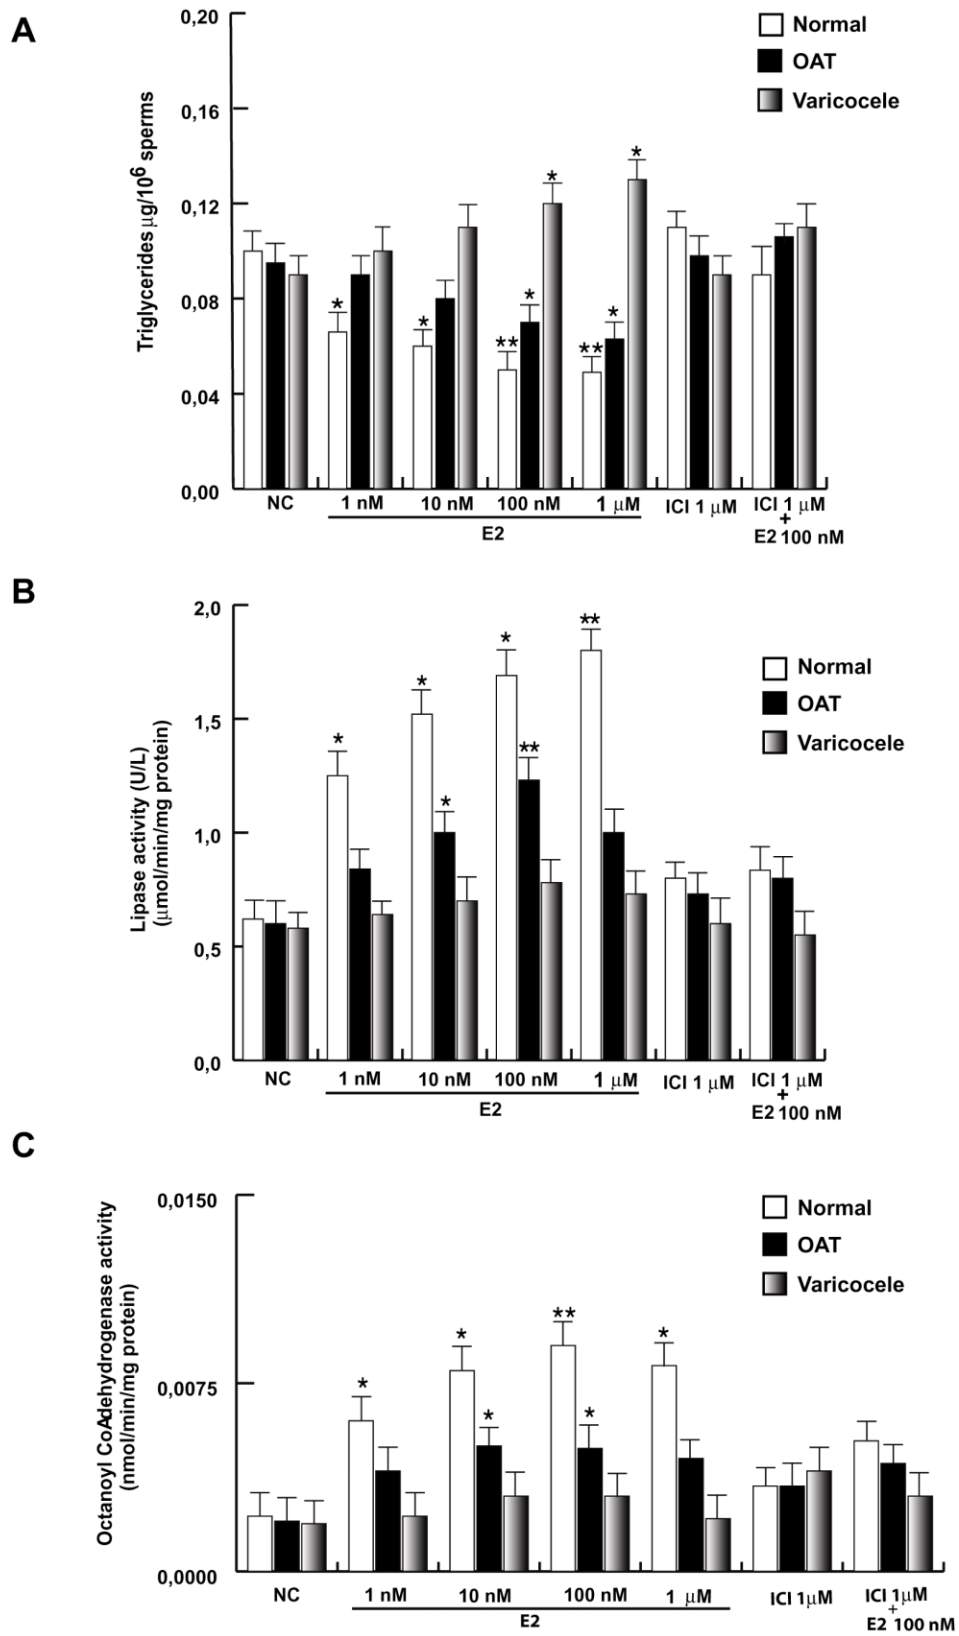 A
Triglycerides μg/10⁶ sperms
0,20
0,16
0,12
0,08
0,04
0,00
Normal
OAT
Varicocele
* * ** * * ** * *
NC 1 nM 10 nM 100 nM 1 μM ICI 1 μM ICI 1 μM
+
E2 E2 100 nM
B
Lipase activity (U/L)
(μmol/min/mg protein)
2,0
1,5
1,0
0,5
0,0
Normal
OAT
Varicocele
* * * * ** **
NC 1 nM 10 nM 100 nM 1 μM ICI 1 μM ICI 1 μM
+
E2 E2 100 nM
C
Octanoyl CoAdehydrogenase activity
(nmol/min/mg protein)
0,0150
0,0075
0,0000
Normal
OAT
Varicocele
* * * ** * *
NC 1 nM 10 nM 100 nM 1 μM ICI 1μM ICI 1μM
+
E2 E2 100 nM